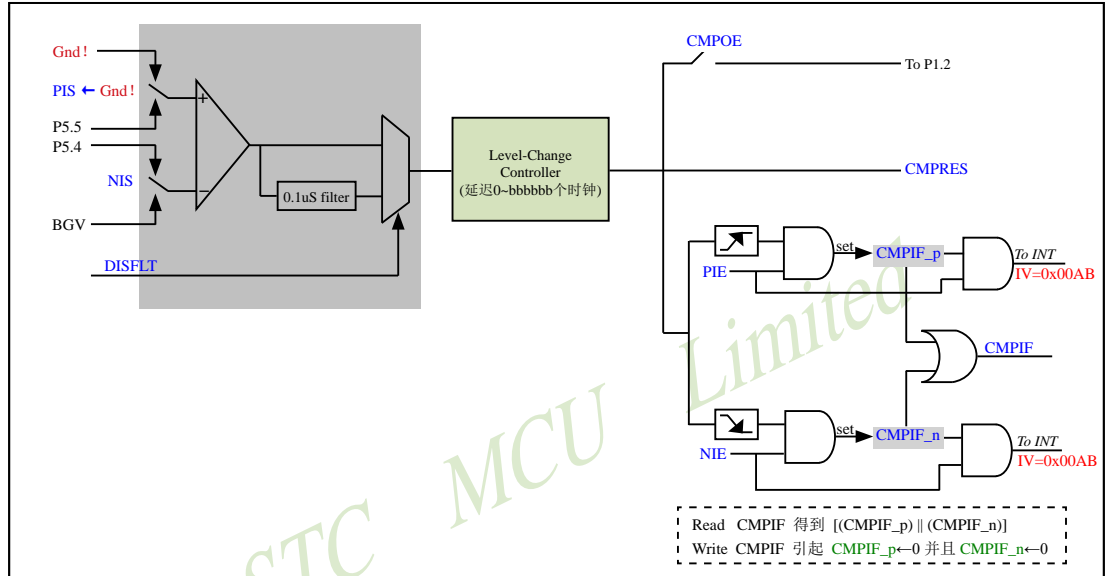 CMPOE
Gnd !
To P1.2
PIS ← Gnd !
+
P5.5
P5.4
Level-Change
Controller
(延迟0~bbbbbb个时钟)
CMPRES
NIS
−
0.1uS filter
BGV
DISFLT
set
CMPIF_p
To INT
PIE
IV=0x00AB
CMPIF
set
CMPIF_n
To INT
NIE
IV=0x00AB
Read CMPIF 得到 [(CMPIF_p) || (CMPIF_n)]
Write CMPIF 引起 CMPIF_p←0 并且 CMPIF_n←0
STC MCU Limited